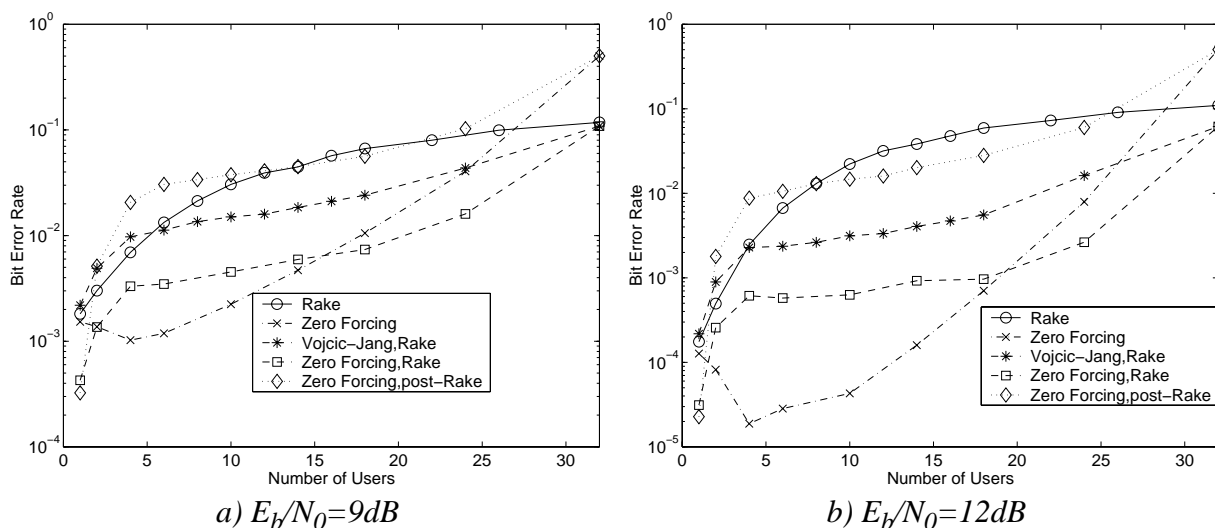 10^0
10^-1
10^-2
10^-3
10^-4
Bit Error Rate
0 5 10 15 20 25 30
Number of Users
Rake
Zero Forcing
Vojcic-Jang,Rake
Zero Forcing,Rake
Zero Forcing,post-Rake
a) E_b/N_0=9dB
10^0
10^-1
10^-2
10^-3
10^-4
10^-5
Bit Error Rate
0 5 10 15 20 25 30
Number of Users
Rake
Zero Forcing
Vojcic-Jang,Rake
Zero Forcing,Rake
Zero Forcing,post-Rake
b) E_b/N_0=12dB